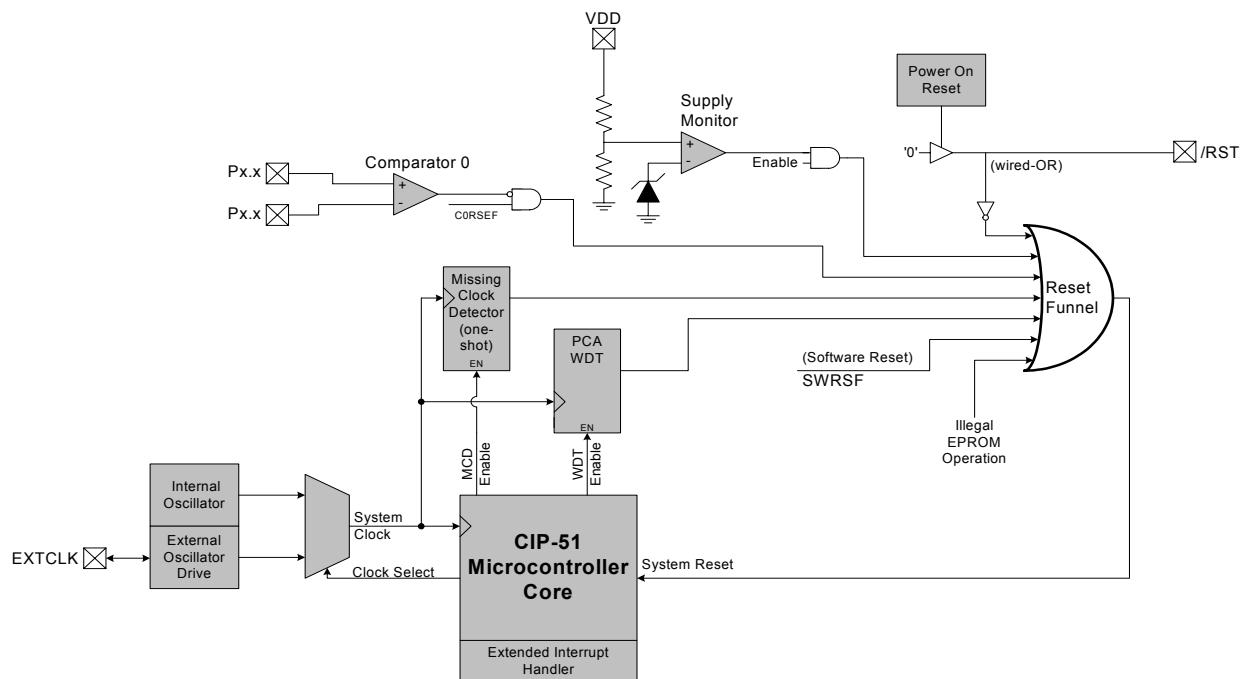 VDD
Power On
Reset
Supply
Monitor
+
-
Enable
'0'
(wired-OR)
/RST
Px.x
Comparator 0
+
-
Px.x
C0RSEF
Missing
Clock
Detector
(one-
shot)
EN
Reset
Funnel
PCA
WDT
EN
(Software Reset)
SWRSF
Illegal
EPROM
Operation
MCD
Enable
WDT
Enable
Internal
Oscillator
System
Clock
EXTCLK
External
Oscillator
Drive
Clock Select
CIP-51
Microcontroller
Core
System Reset
Extended Interrupt
Handler